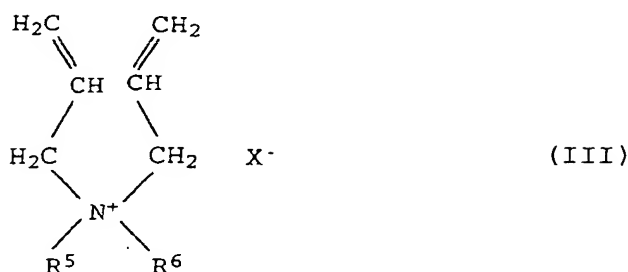 H₂C CH₂
CH CH
H₂C CH₂ X⁻ (III)
N⁺
R⁵ R⁶